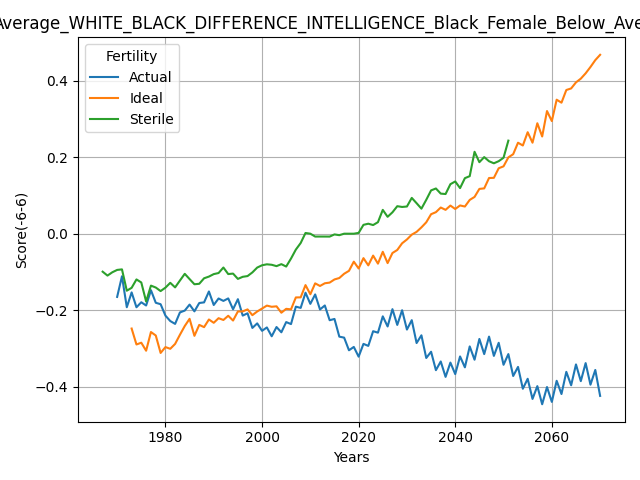 Average_WHITE_BLACK_DIFFERENCE_INTELLIGENCE_Black_Female_Below_Ave
Fertility
Actual
Ideal
Sterile
Score(-6-6)
0.4
0.2
0.0
−0.2
−0.4
1980 2000 2020 2040 2060
Years